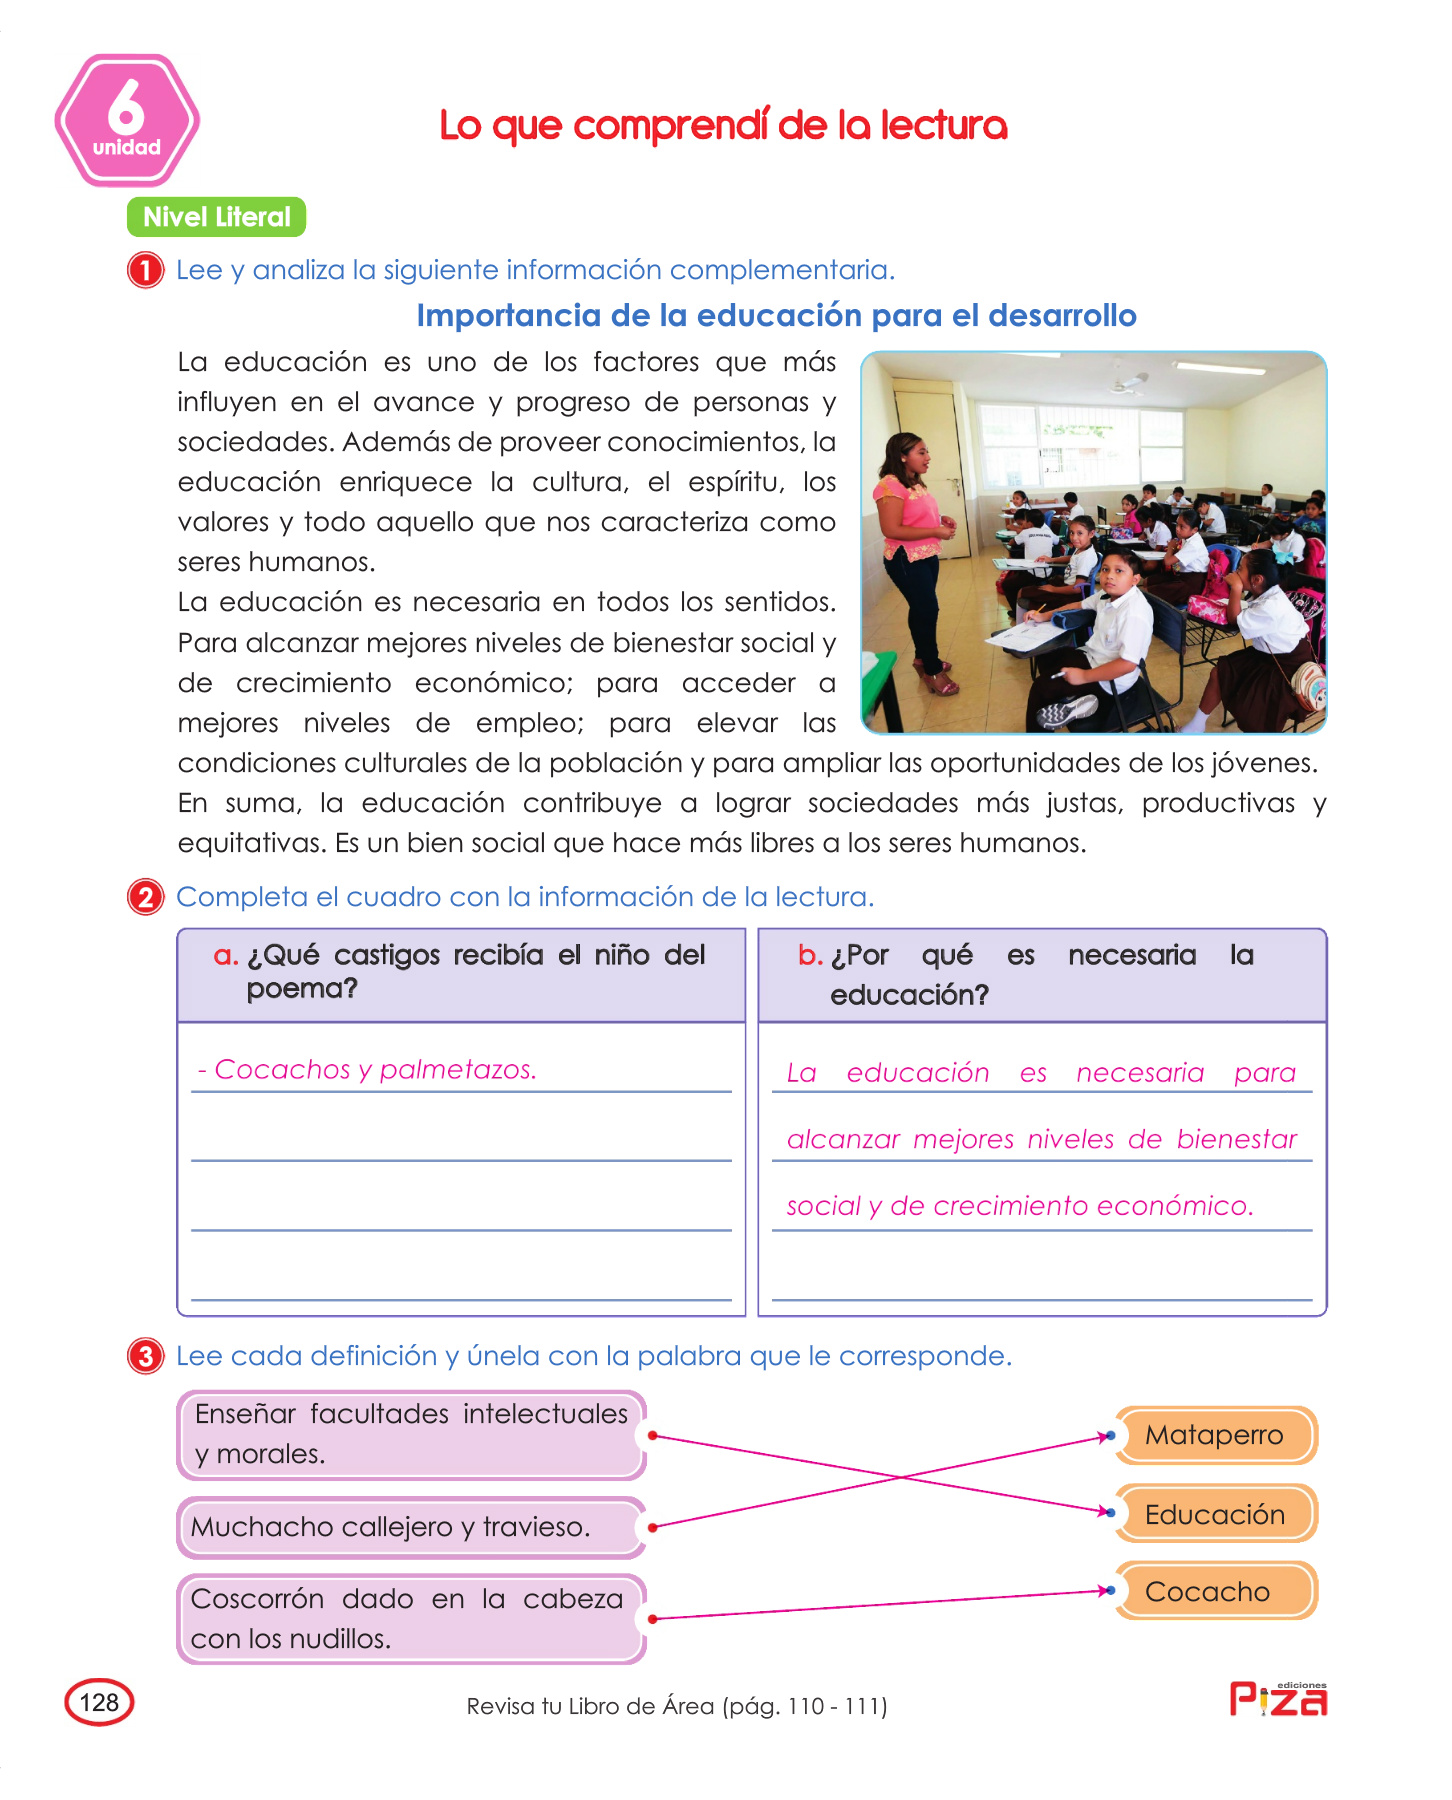 6
unidad
Lo que comprendí de la lectura
Nivel Literal
1 Lee y analiza la siguiente información complementaria.
Importancia de la educación para el desarrollo
La educación es uno de los factores que más
influyen en el avance y progreso de personas y
sociedades. Además de proveer conocimientos, la
educación enriquece la cultura, el espíritu, los
valores y todo aquello que nos caracteriza como
seres humanos.
La educación es necesaria en todos los sentidos.
Para alcanzar mejores niveles de bienestar social y
de crecimiento económico; para acceder a
mejores niveles de empleo; para elevar las
condiciones culturales de la población y para ampliar las oportunidades de los jóvenes.
En suma, la educación contribuye a lograr sociedades más justas, productivas y
equitativas. Es un bien social que hace más libres a los seres humanos.
2 Completa el cuadro con la información de la lectura.
a. ¿Qué castigos recibía el niño del
poema?
- Cocachos y palmetazos.
b. ¿Por qué es necesaria la
educación?
La educación es necesaria para
alcanzar mejores niveles de bienestar
social y de crecimiento económico.
3 Lee cada definición y únela con la palabra que le corresponde.
Enseñar facultades intelectuales
y morales.
Muchacho callejero y travieso.
Coscorrón dado en la cabeza
con los nudillos.
Mataperro
Educación
Cocacho
128
Revisa tu Libro de Área (pág. 110 - 111)
ediciones
Piza